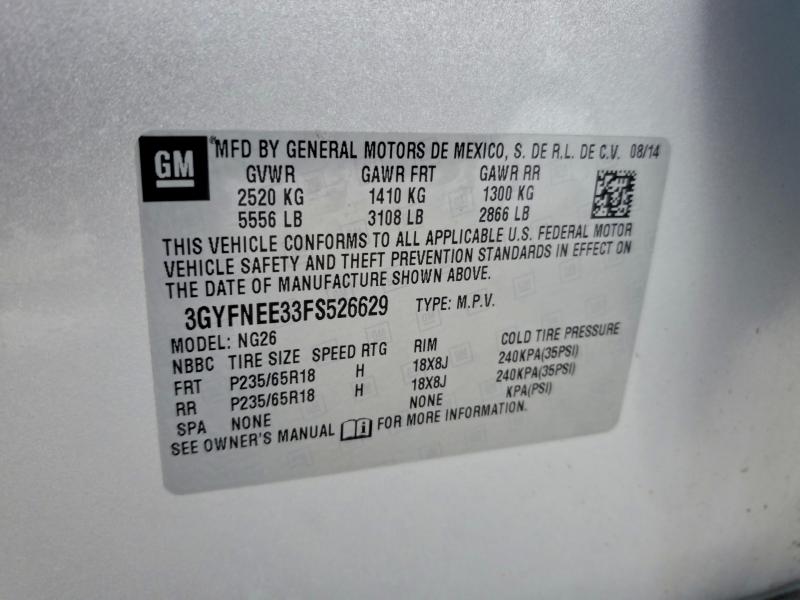 GM ®MFD BY GENERAL MOTORS DE MEXICO, S. DE R.L. DE C.V. 08/14
GVWR GAWR FRT GAWR RR
2520 KG 1410 KG 1300 KG
5556 LB 3108 LB 2866 LB
THIS VEHICLE CONFORMS TO ALL APPLICABLE U.S. FEDERAL MOTOR
VEHICLE SAFETY AND THEFT PREVENTION STANDARDS IN EFFECT ON
THE DATE OF MANUFACTURE SHOWN ABOVE.
3GYFNEE33FS526629 TYPE: M.P.V.
MODEL: NG26
NBBC TIRE SIZE SPEED RTG RIM COLD TIRE PRESSURE
FRT P235/65R18 H 18X8J 240KPA(35PSI)
RR P235/65R18 H 18X8J 240KPA(35PSI)
SPA NONE NONE KPA(PSI)
SEE OWNER'S MANUAL FOR MORE INFORMATION.